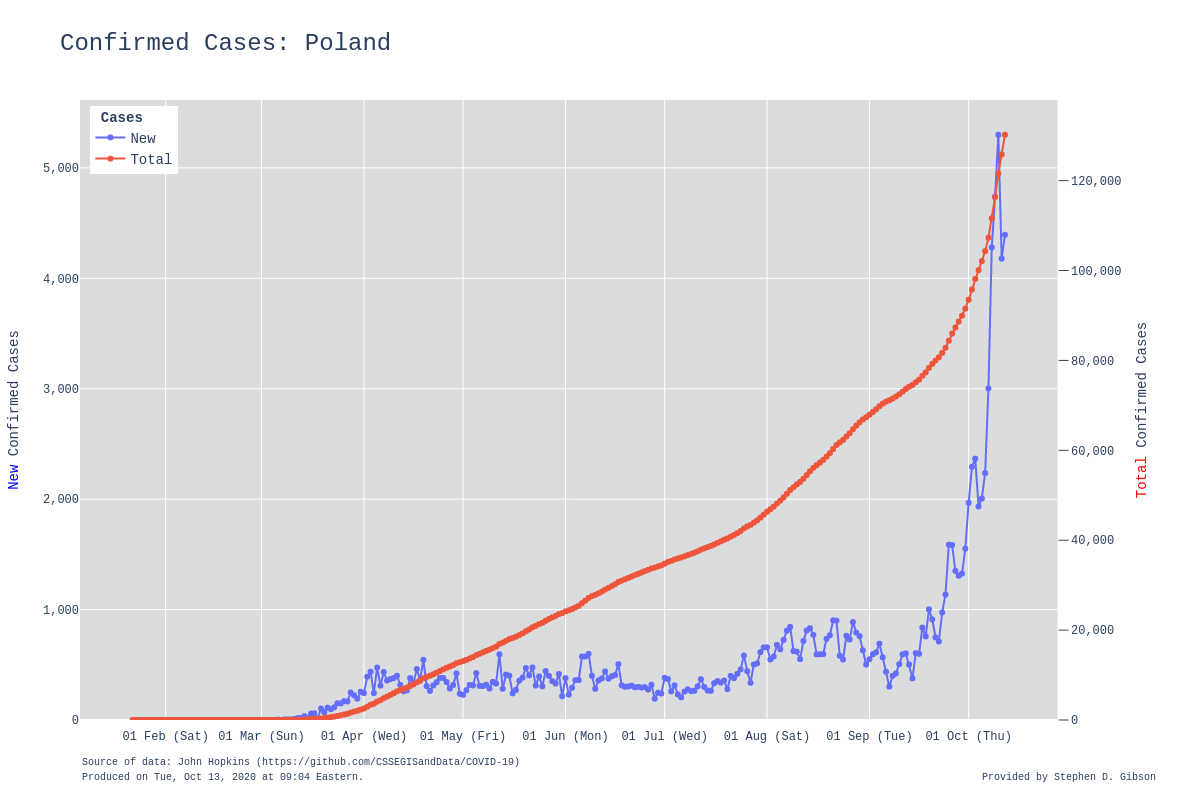 Confirmed Cases: Poland
Cases
New
Total
5,000
4,000
3,000
2,000
1,000
0
New Confirmed Cases
120,000
100,000
80,000
60,000
40,000
20,000
0
Total Confirmed Cases
01 Feb (Sat) 01 Mar (Sun) 01 Apr (Wed) 01 May (Fri) 01 Jun (Mon) 01 Jul (Wed) 01 Aug (Sat) 01 Sep (Tue) 01 Oct (Thu)
Source of data: John Hopkins (https://github.com/CSSEGISandData/COVID-19)
Produced on Tue, Oct 13, 2020 at 09:04 Eastern.
Provided by Stephen D. Gibson